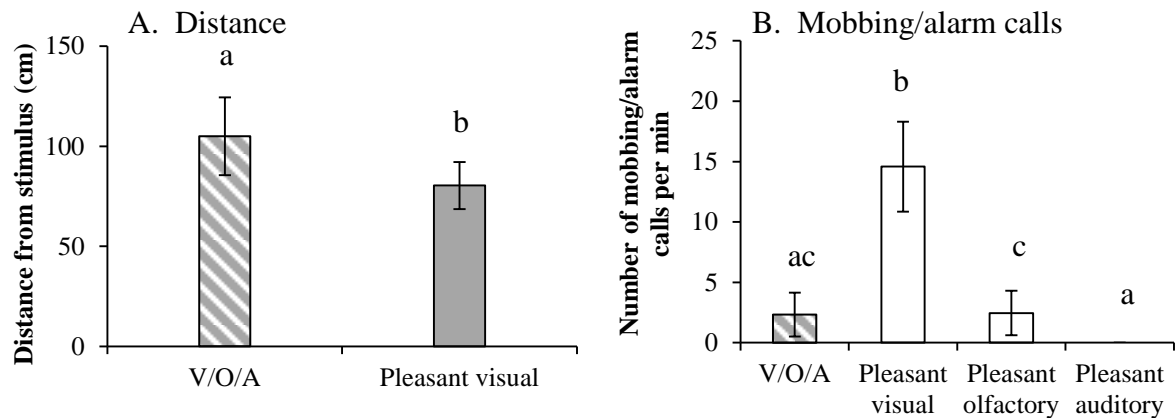 A. Distance
Distance from stimulus (cm)
150
100
50
0
a
b
V/O/A
Pleasant visual
B. Mobbing/alarm calls
Number of mobbing/alarm
calls per min
25
20
15
10
5
0
ac
b
c
a
V/O/A
Pleasant
visual
Pleasant
olfactory
Pleasant
auditory